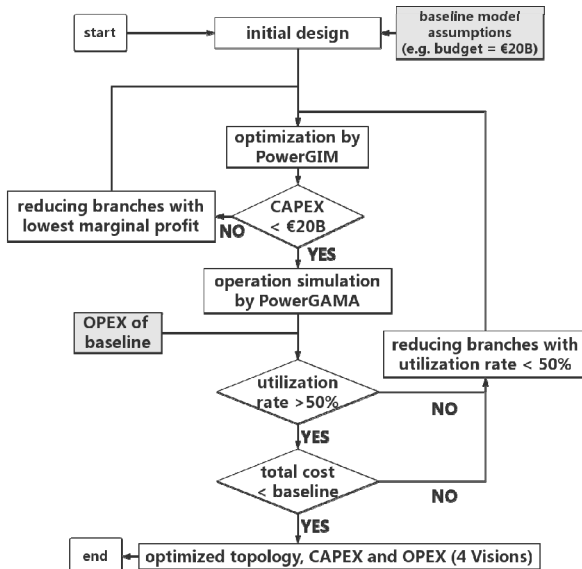 start
initial design
baseline model
assumptions
(e.g. budget = €20B)
optimization by
PowerGIM
reducing branches with
lowest marginal profit
NO
CAPEX
< €20B
YES
operation simulation
by PowerGAMA
OPEX of
baseline
reducing branches with
utilization rate < 50%
utilization
rate >50%
NO
YES
total cost
< baseline
NO
YES
end
optimized topology, CAPEX and OPEX (4 Visions)